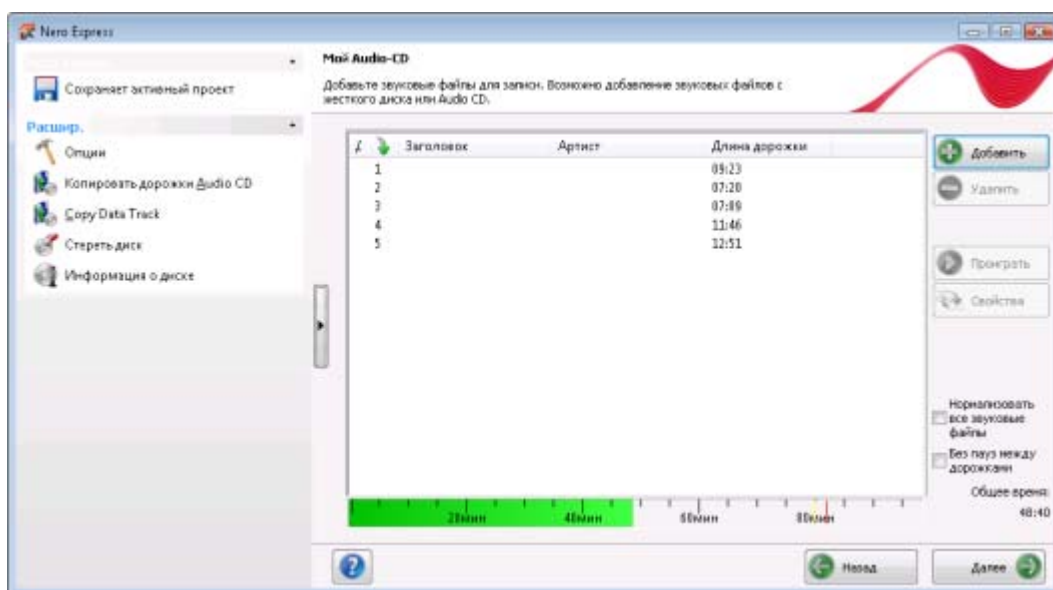 Nero Express
Сохраняет активный проект
Расшир.
Опции
Копировать дорожки Audio CD
Copy Data Track
Стереть диск
Информация о диске
Мой Audio-CD
Добавьте звуковые файлы для записи. Возможно добавление звуковых файлов с
жесткого диска или Audio CD.
Заголовок Артист Длина дорожки
1 09:23
2 07:20
3 07:09
4 11:46
5 12:51
Добавить
Удалить
Проиграть
Свойства
Нормализовать
все звуковые
файлы
Без пауз между
дорожками
Общее время:
48:40
20мин 40мин 60мин 80мин
Назад
Далее